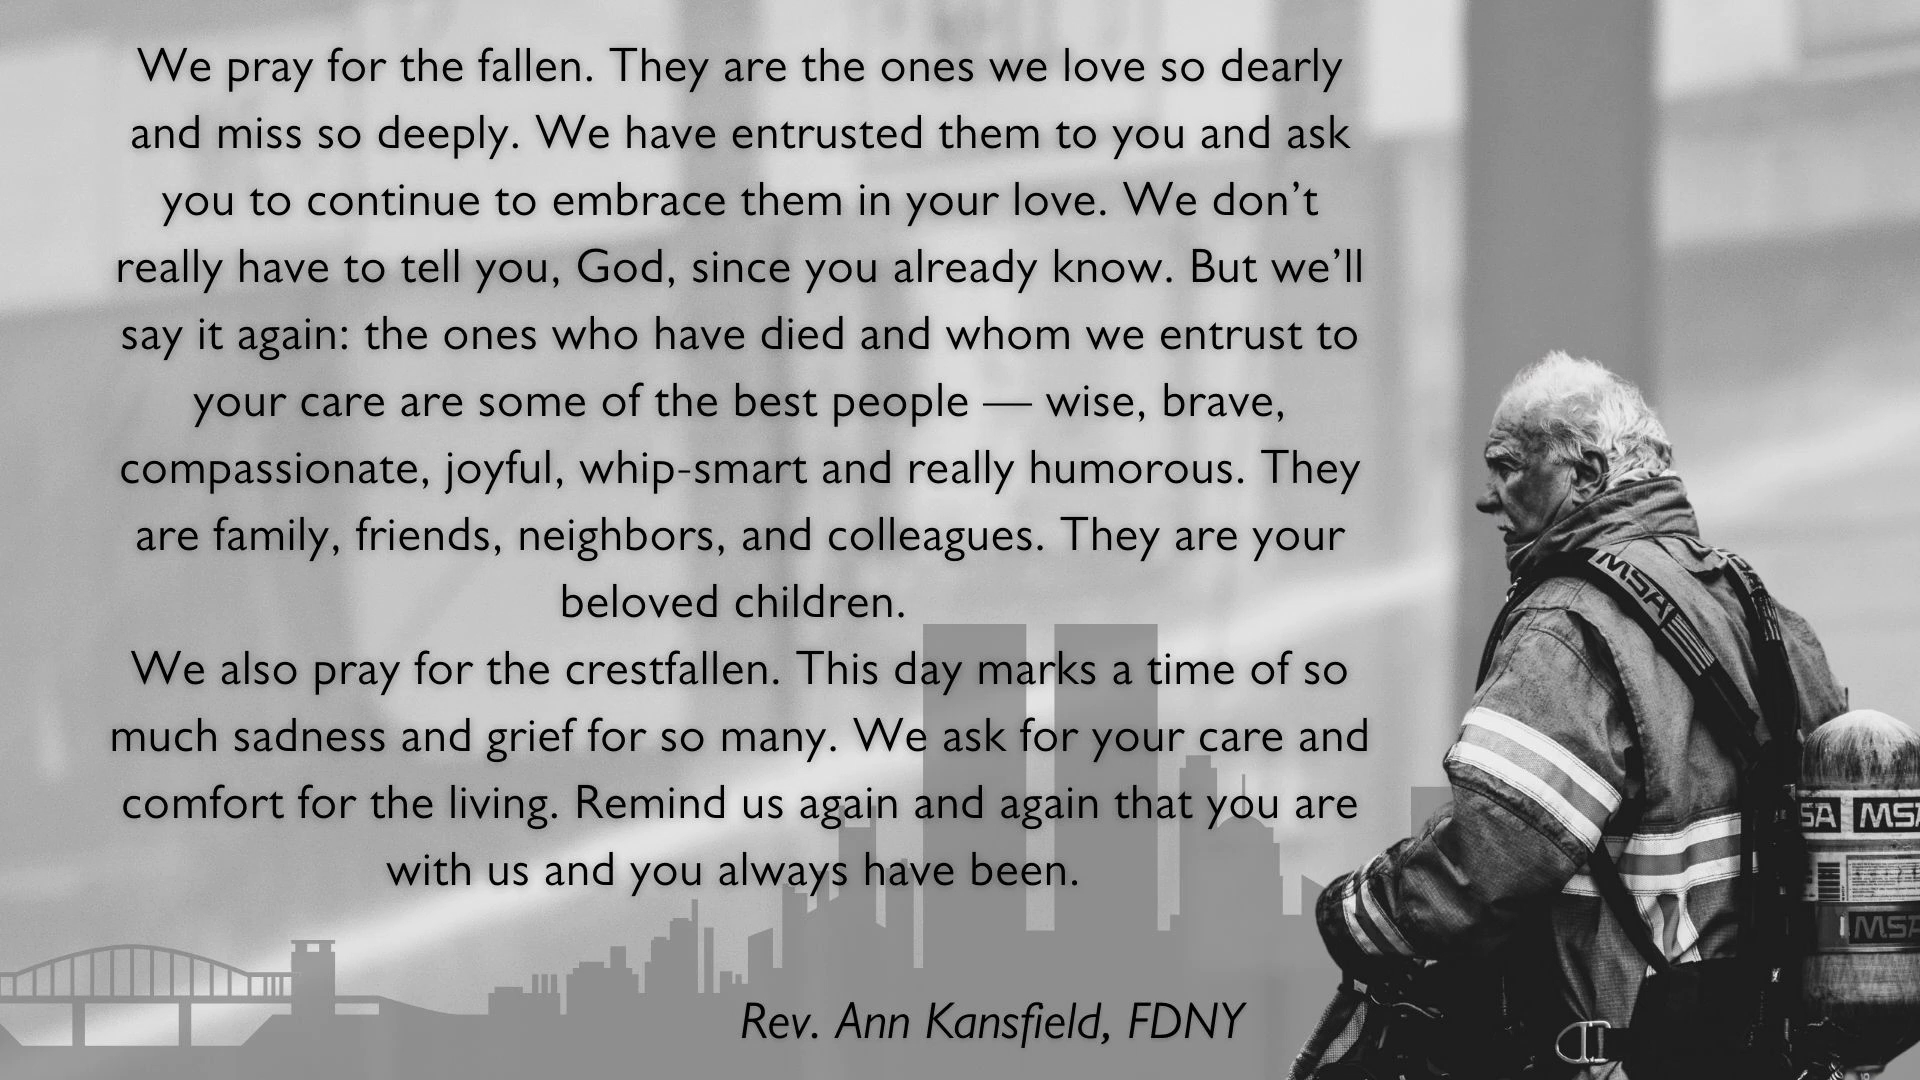 We pray for the fallen. They are the ones we love so dearly
and miss so deeply. We have entrusted them to you and ask
you to continue to embrace them in your love. We don’t
really have to tell you, God, since you already know. But we’ll
say it again: the ones who have died and whom we entrust to
your care are some of the best people — wise, brave,
compassionate, joyful, whip-smart and really humorous. They
are family, friends, neighbors, and colleagues. They are your
beloved children.
We also pray for the crestfallen. This day marks a time of so
much sadness and grief for so many. We ask for your care and
comfort for the living. Remind us again and again that you are
with us and you always have been.
Rev. Ann Kansfield, FDNY
MSA
SA MSA
MSA